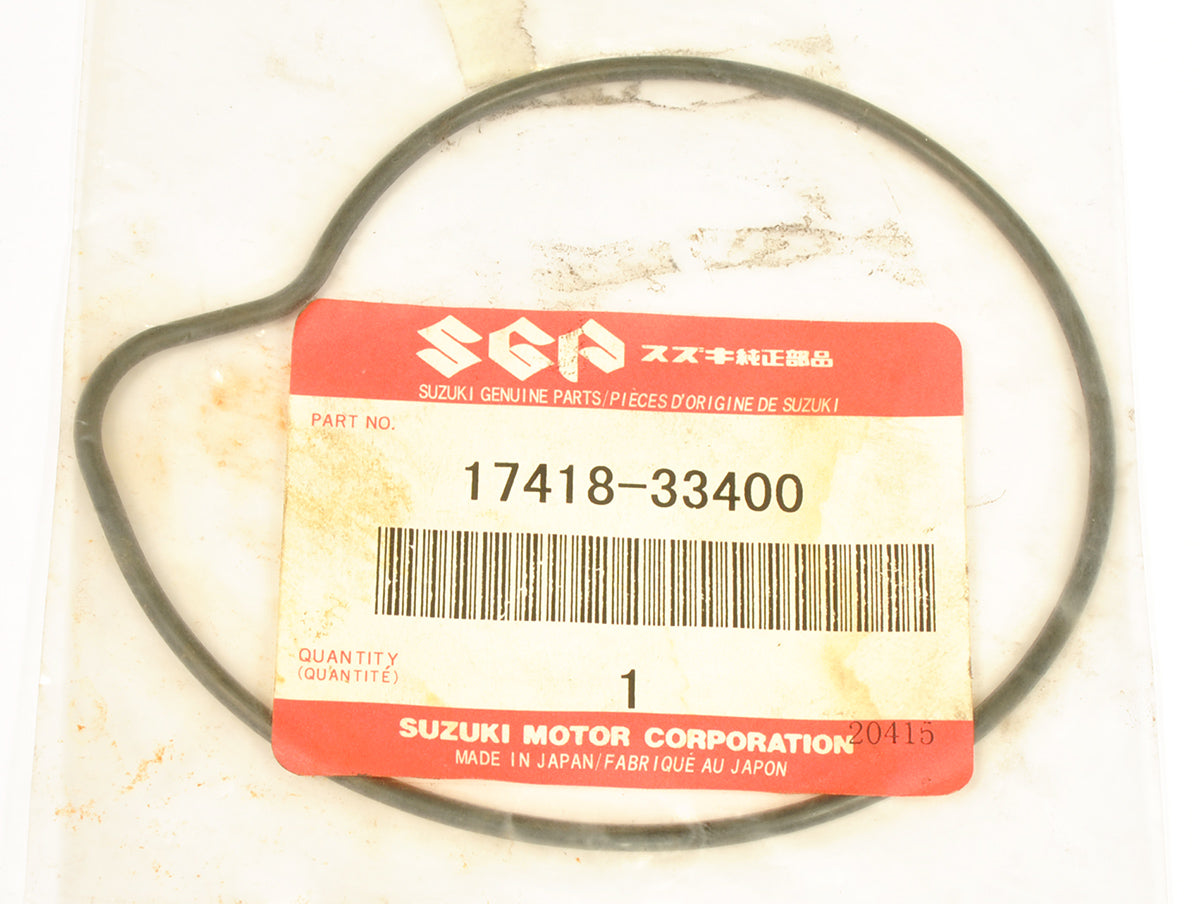 SGP スズキ純正部品
SUZUKI GENUINE PARTS/PIÈCES D'ORIGINE DE SUZUKI
PART NO.
17418-33400
QUANTITY
(QUANTITÉ)
1
SUZUKI MOTOR CORPORATION
20415
MADE IN JAPAN/FABRIQUÉ AU JAPON